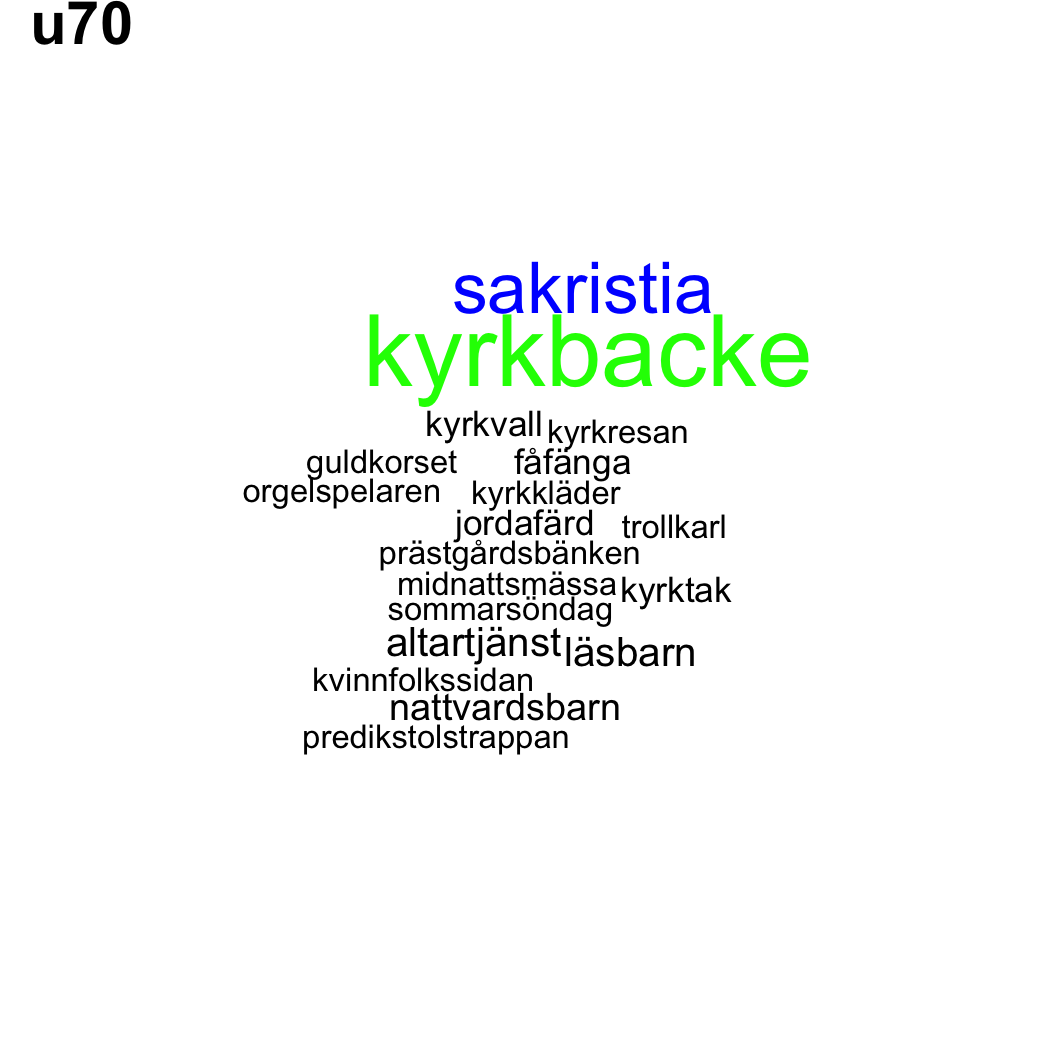 u70
sakristia
kyrkbacke
kyrkvall kyrkresan
guldkorset fåfänga
orgelspelaren kyrkkläder
jordafärd trollkarl
prästgårdsbänken
midnattsmässa kyrktak
sommarsöndag
altartjänst läsbarn
kvinnfolkssidan
nattvardsbarn
predikstolstrappan